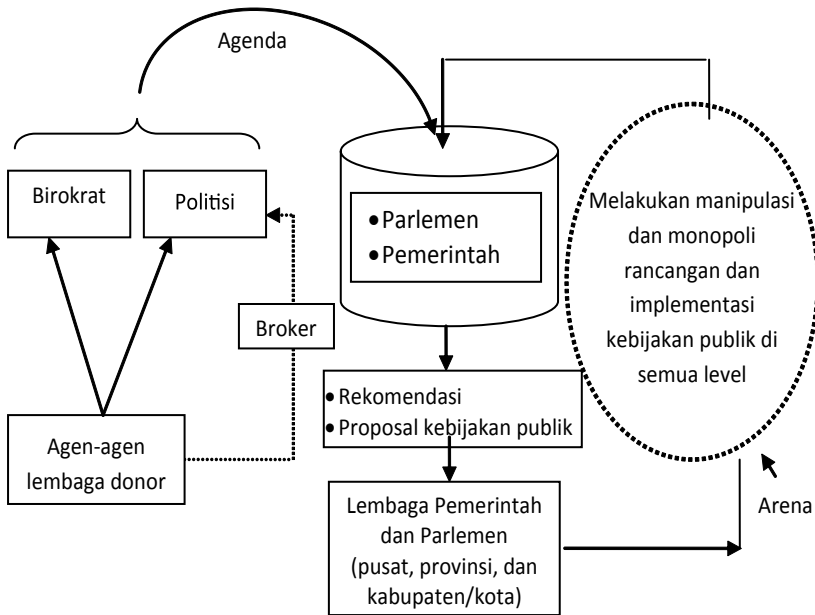 Agenda
Birokrat
Politisi
Broker
Agen-agen
lembaga donor
•Parlemen
•Pemerintah
• Rekomendasi
• Proposal kebijakan publik
Lembaga Pemerintah
dan Parlemen
(pusat, provinsi, dan
kabupaten/kota)
Melakukan manipulasi
dan monopoli
rancangan dan
implementasi
kebijakan publik di
semua level
Arena